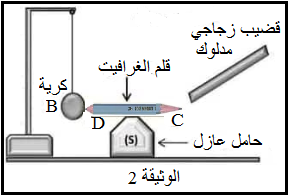 قضيب زجاجي
مدلوك
قلم الغرافيت
كرية
B
D
C
(S)
حامل عازل
الوثيقة 2